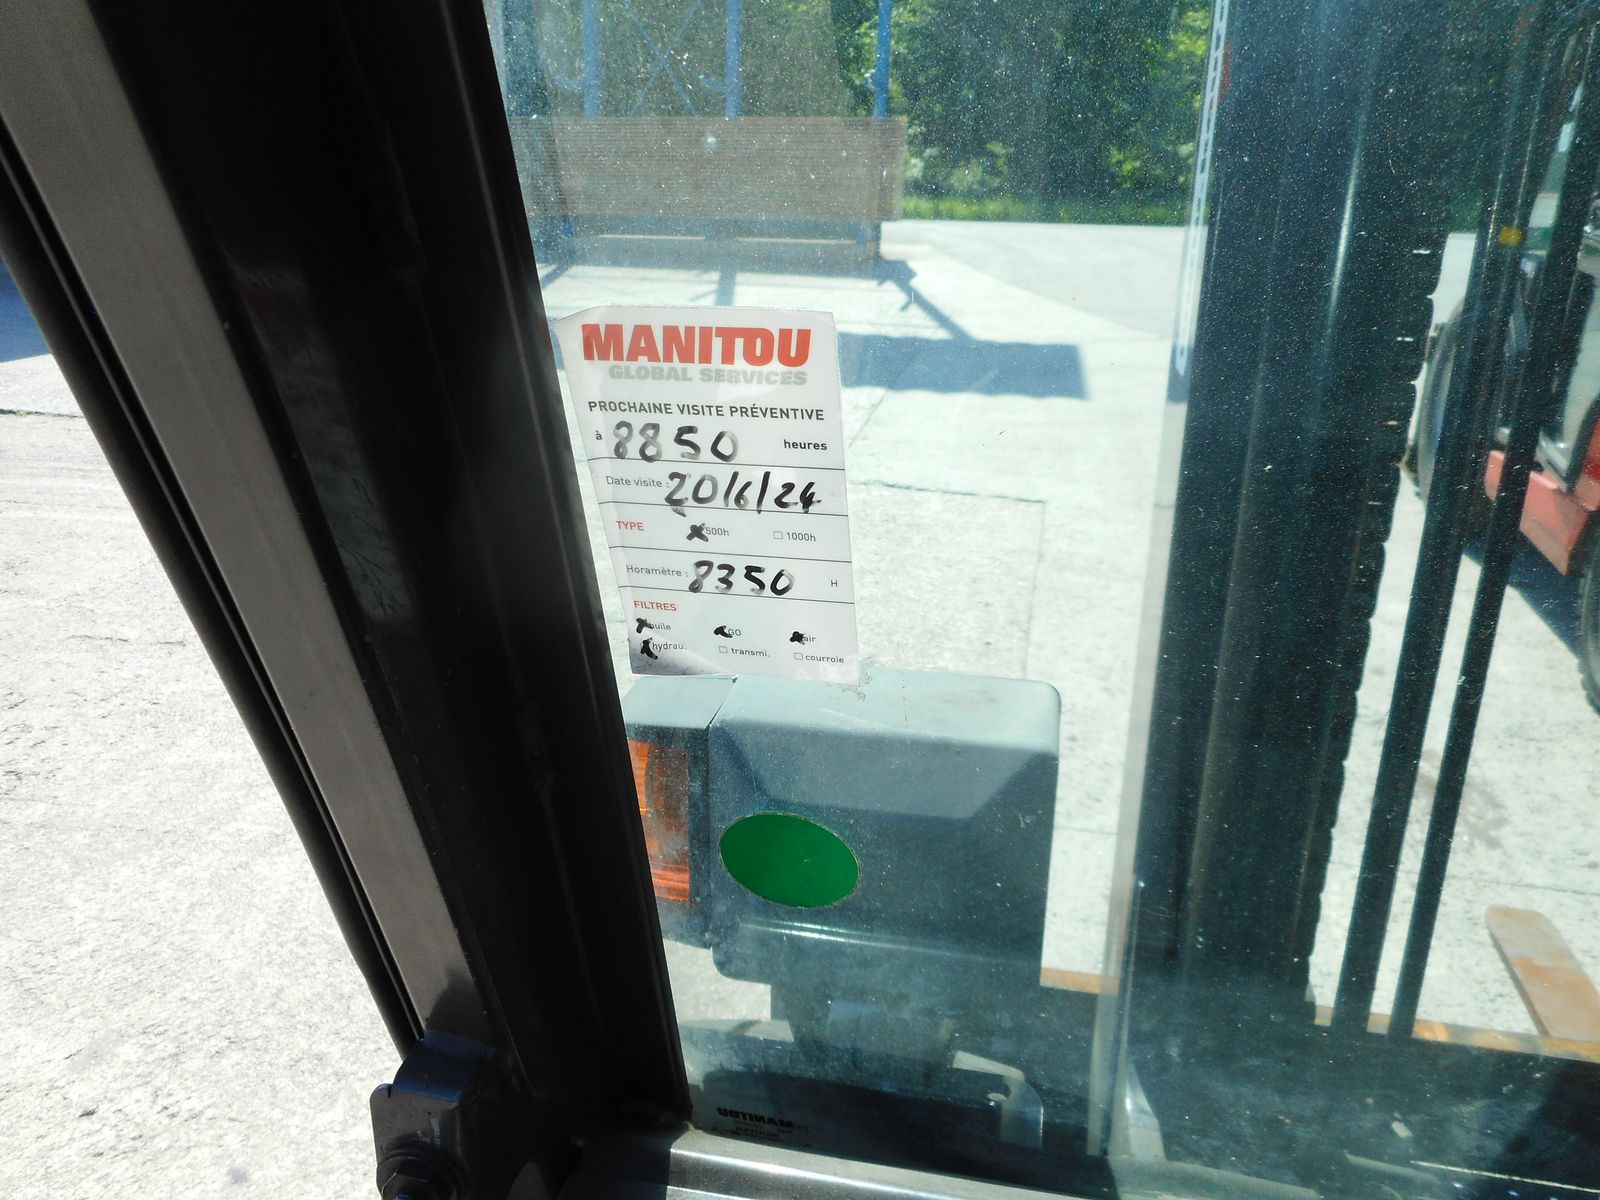 MANITOU
GLOBAL SERVICES
PROCHAINE VISITE PRÉVENTIVE
à 8850 heures
Date visite : 20/6/24
TYPE 500h 1000h
Horamètre : 8350 H
FILTRES
huile GO air
hydrau. transmi. courroie
MANITOU